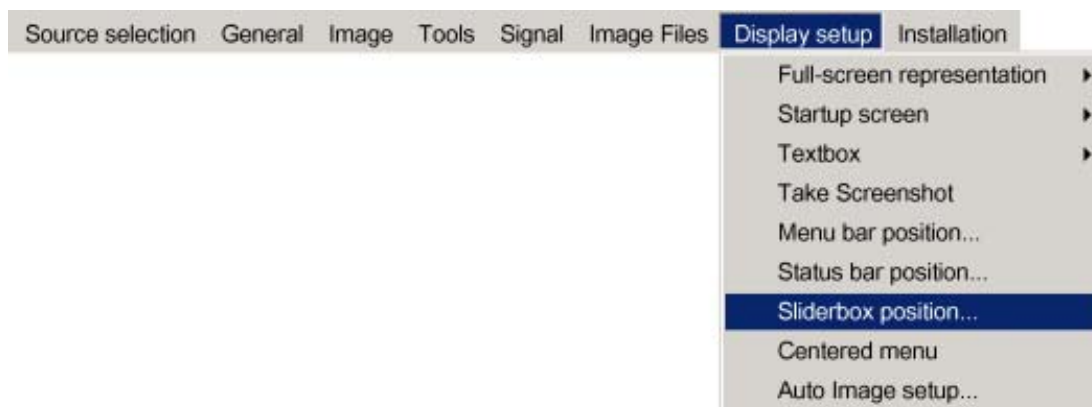 Source selection General Image Tools Signal Image Files Display setup Installation
Full-screen representation
Startup screen
Textbox
Take Screenshot
Menu bar position...
Status bar position...
Sliderbox position...
Centered menu
Auto Image setup...